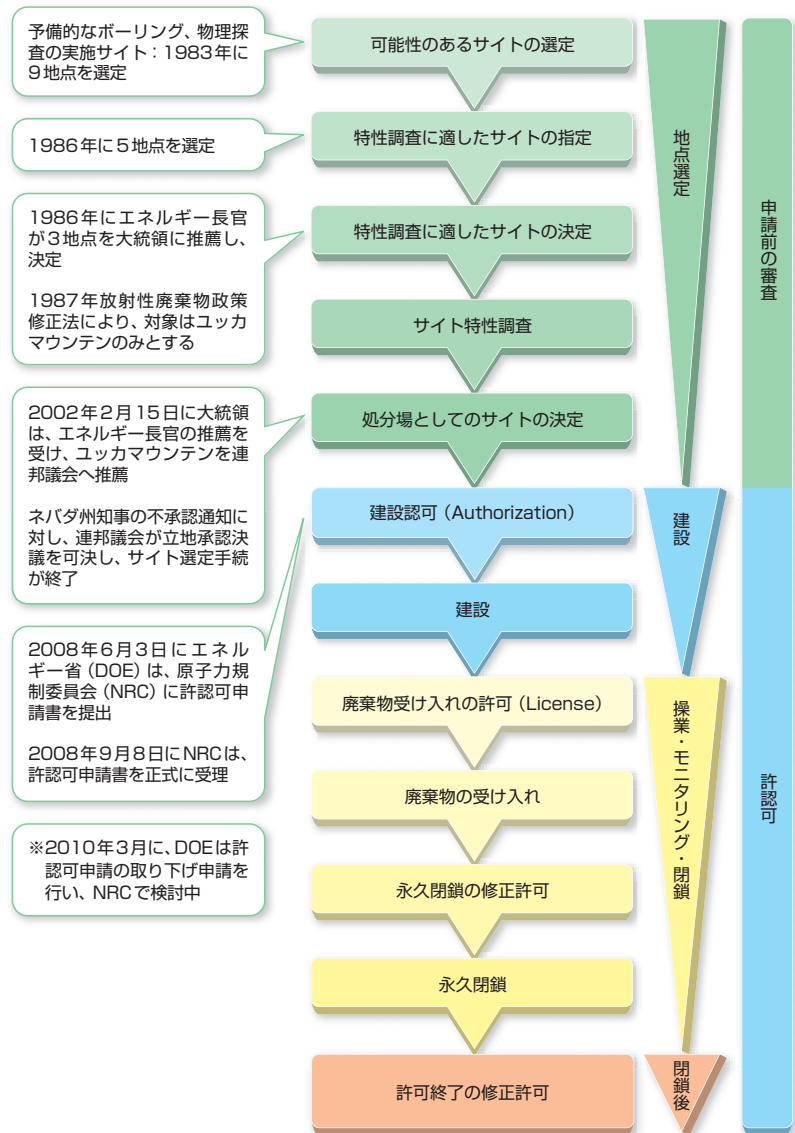 予備的なボーリング、物理探
査の実施サイト：1983年に
9地点を選定
1986年に5地点を選定
1986年にエネルギー長官
が3地点を大統領に推薦し、
決定
1987年放射性廃棄物政策
修正法により、対象はユッカ
マウンテンのみとする
2002年2月15日に大統領
は、エネルギー長官の推薦を
受け、ユッカマウンテンを連
邦議会へ推薦
ネバダ州知事の不承認通知に
対し、連邦議会が立地承認決
議を可決し、サイト選定手続
が終了
2008年6月3日にエネル
ギー省（DOE）は、原子力規
制委員会（NRC）に許認可申
請書を提出
2008年9月8日にNRCは、
許認可申請書を正式に受理
※2010年3月に、DOEは許
認可申請の取り下げ申請を
行い、NRCで検討中
可能性のあるサイトの選定
特性調査に適したサイトの指定
特性調査に適したサイトの決定
サイト特性調査
処分場としてのサイトの決定
建設認可（Authorization）
建設
廃棄物受け入れの許可（License）
廃棄物の受け入れ
永久閉鎖の修正許可
永久閉鎖
許可終了の修正許可
地点選定
建設
操業・モニタリング・閉鎖
閉鎖後
申請前の審査
許認可